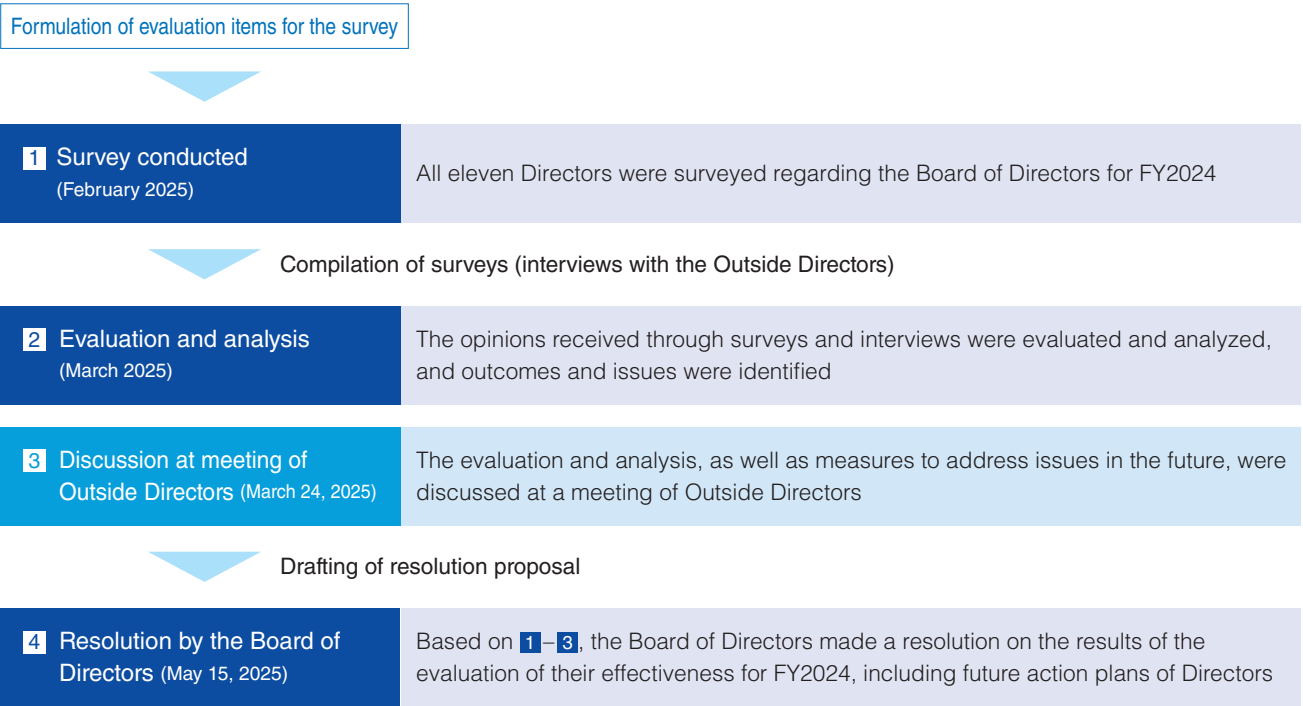 Formulation of evaluation items for the survey
1 Survey conducted
(February 2025)
All eleven Directors were surveyed regarding the Board of Directors for FY2024
Compilation of surveys (interviews with the Outside Directors)
2 Evaluation and analysis
(March 2025)
The opinions received through surveys and interviews were evaluated and analyzed,
and outcomes and issues were identified
3 Discussion at meeting of
Outside Directors (March 24, 2025)
The evaluation and analysis, as well as measures to address issues in the future, were
discussed at a meeting of Outside Directors
Drafting of resolution proposal
4 Resolution by the Board of
Directors (May 15, 2025)
Based on 1–3, the Board of Directors made a resolution on the results of the
evaluation of their effectiveness for FY2024, including future action plans of Directors